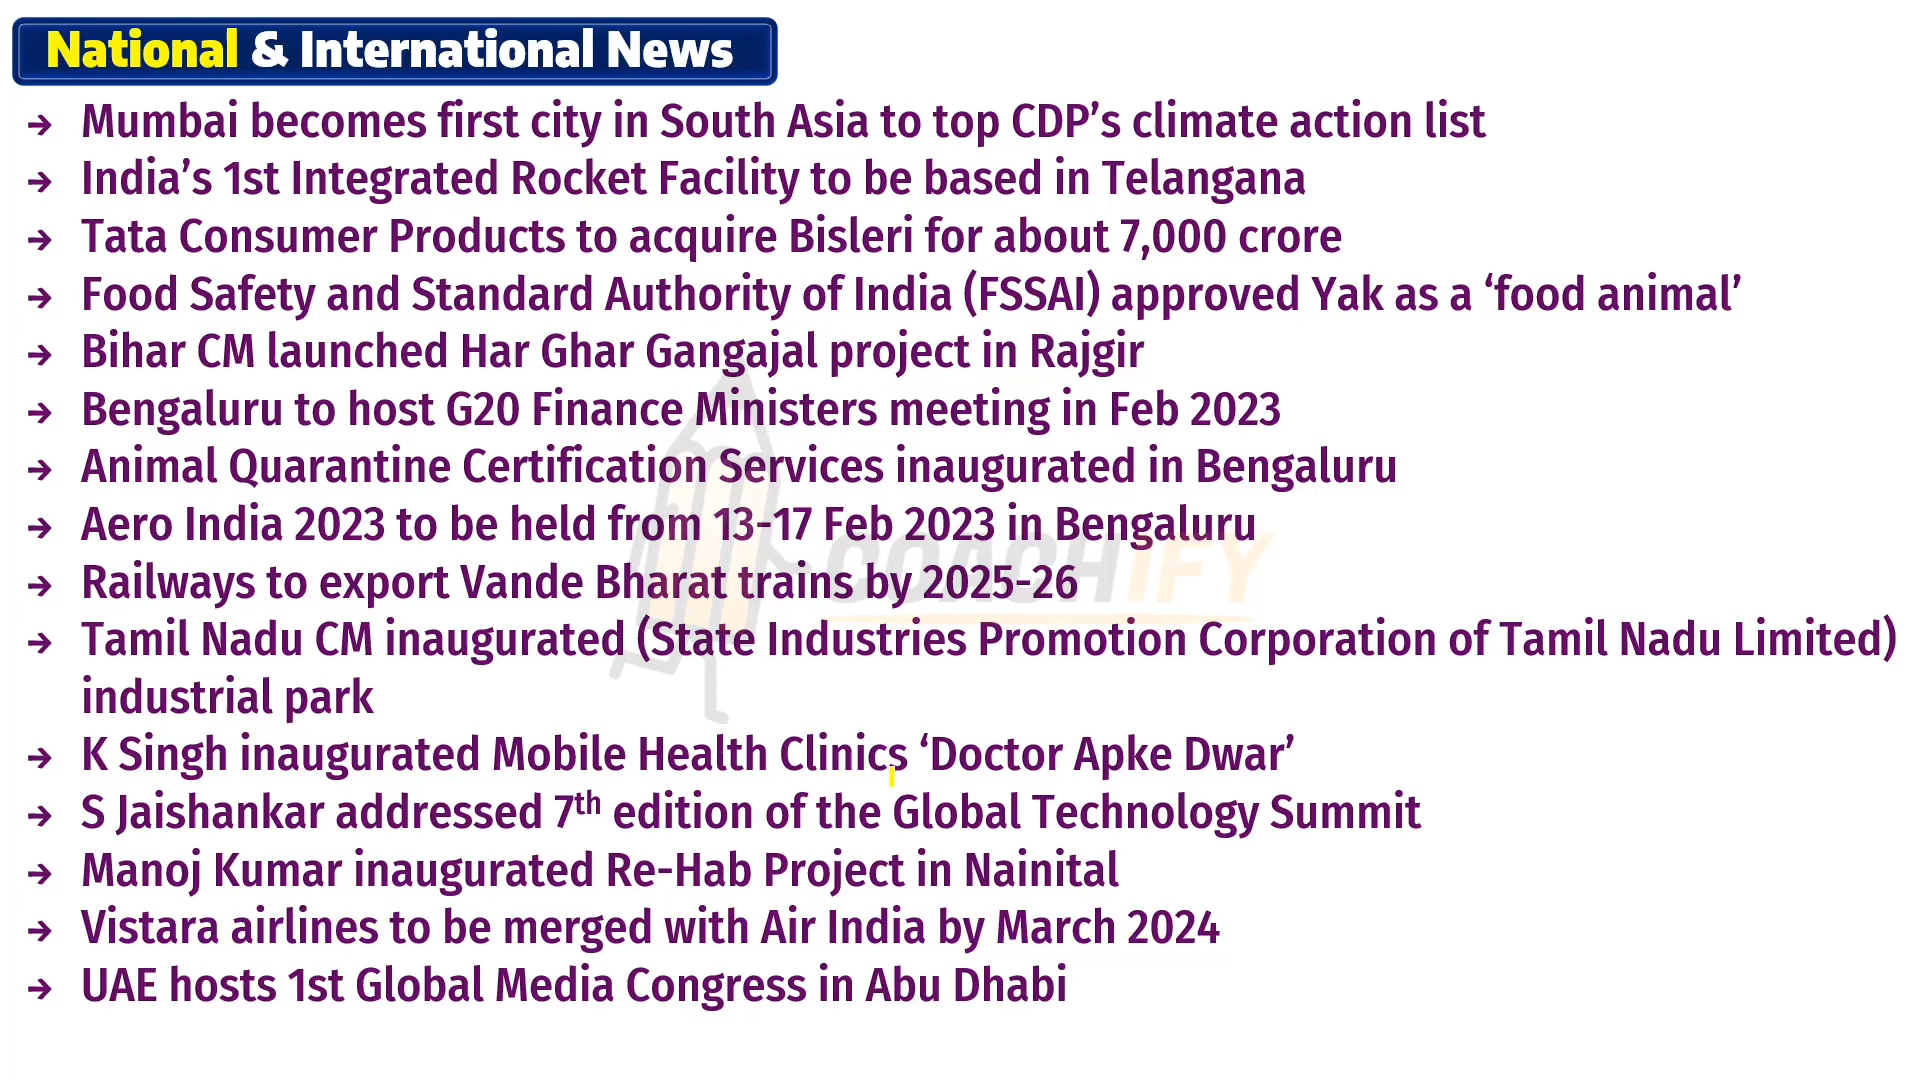 National & International News
→ Mumbai becomes first city in South Asia to top CDP’s climate action list
→ India’s 1st Integrated Rocket Facility to be based in Telangana
→ Tata Consumer Products to acquire Bisleri for about 7,000 crore
→ Food Safety and Standard Authority of India (FSSAI) approved Yak as a ‘food animal’
→ Bihar CM launched Har Ghar Gangajal project in Rajgir
→ Bengaluru to host G20 Finance Ministers meeting in Feb 2023
→ Animal Quarantine Certification Services inaugurated in Bengaluru
→ Aero India 2023 to be held from 13-17 Feb 2023 in Bengaluru
COACHIFY
→ Railways to export Vande Bharat trains by 2025-26
→ Tamil Nadu CM inaugurated (State Industries Promotion Corporation of Tamil Nadu Limited)
industrial park
→ K Singh inaugurated Mobile Health Clinics ‘Doctor Apke Dwar’
→ S Jaishankar addressed 7th edition of the Global Technology Summit
→ Manoj Kumar inaugurated Re-Hab Project in Nainital
→ Vistara airlines to be merged with Air India by March 2024
→ UAE hosts 1st Global Media Congress in Abu Dhabi